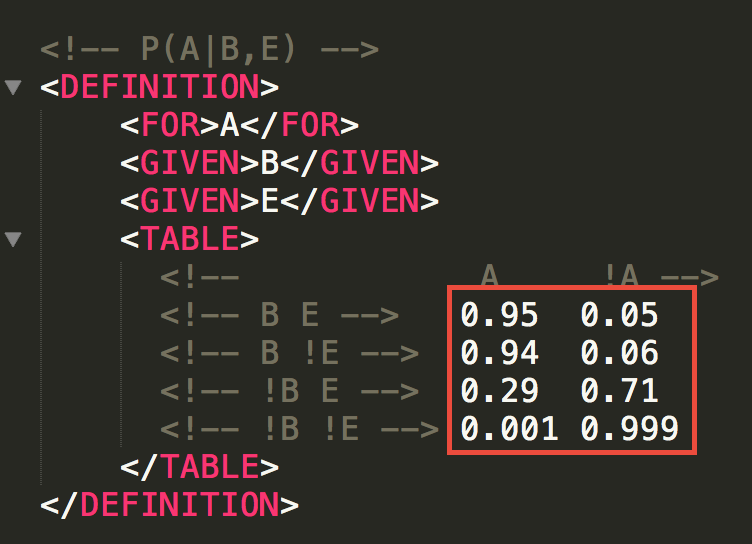 <!-- P(A|B,E) -->
<DEFINITION>
<FOR>A</FOR>
<GIVEN>B</GIVEN>
<GIVEN>E</GIVEN>
<TABLE>
<!-- A !A -->
<!-- B E --> 0.95 0.05
<!-- B !E --> 0.94 0.06
<!-- !B E --> 0.29 0.71
<!-- !B !E --> 0.001 0.999
</TABLE>
</DEFINITION>